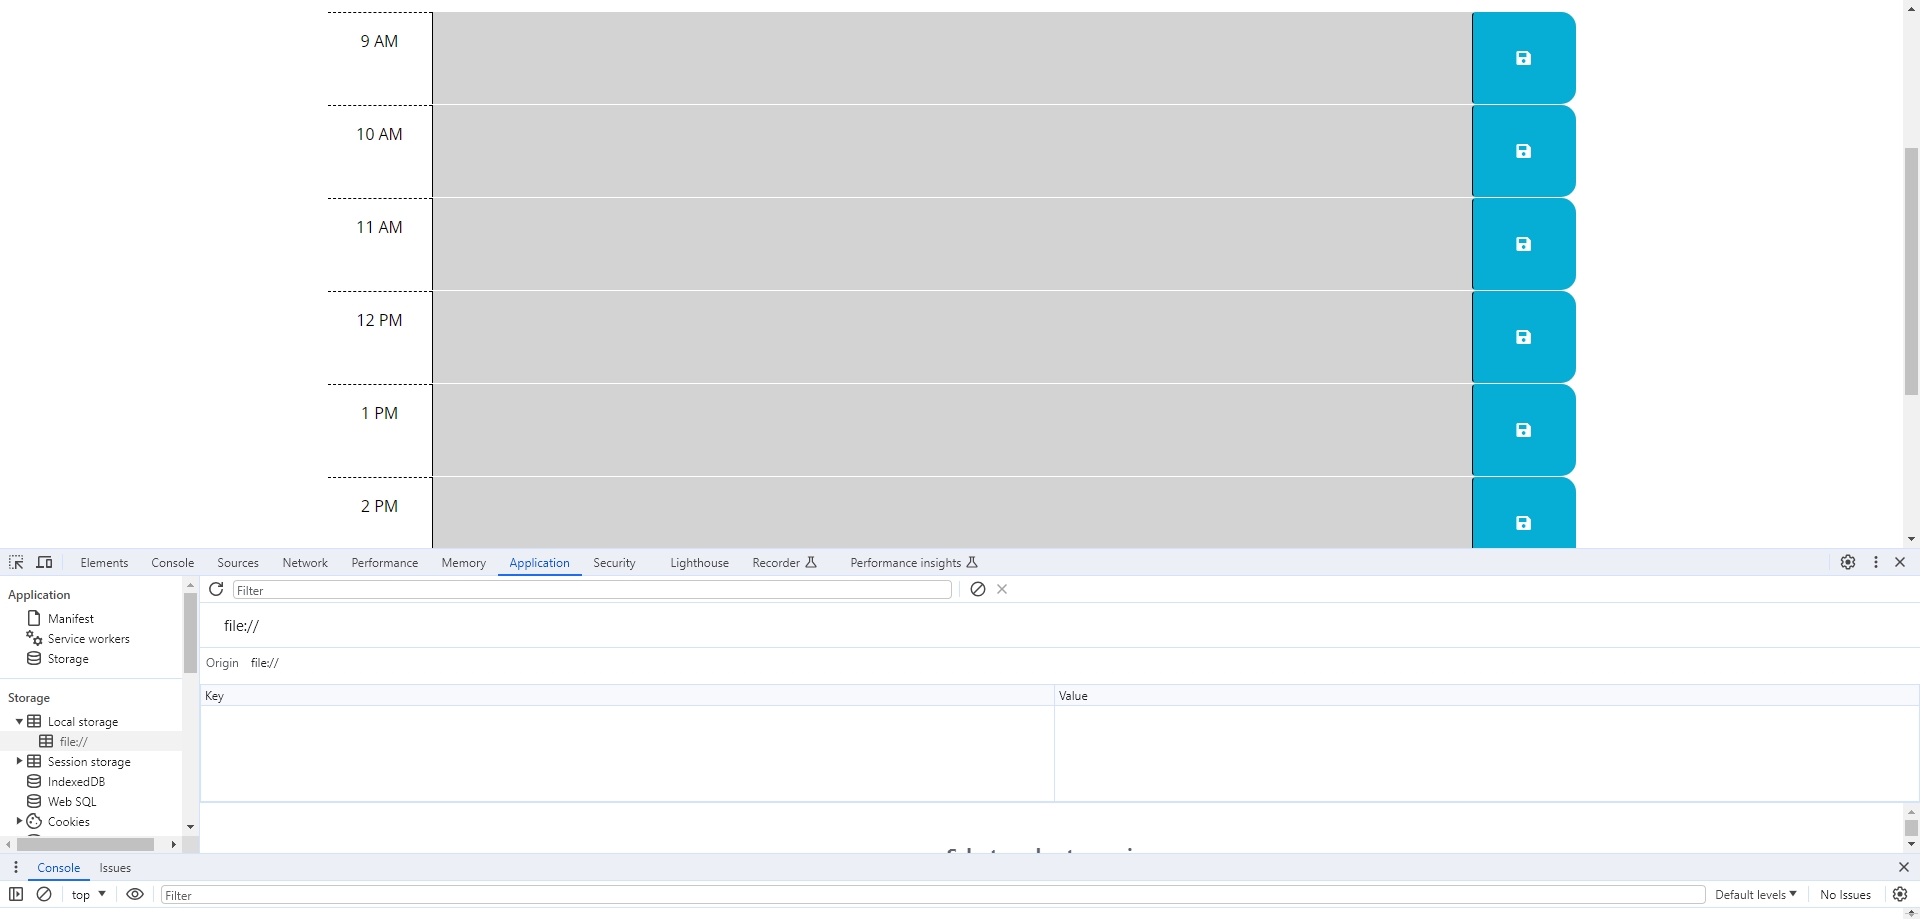 9 AM
10 AM
11 AM
12 PM
1 PM
2 PM
Elements Console Sources Network Performance Memory Application Security Lighthouse Recorder Performance insights
Application
Manifest
Service workers
Storage
Storage
Local storage
file://
Session storage
IndexedDB
Web SQL
Cookies
Filter
file://
Origin file://
Key Value
Console Issues
top Filter Default levels No Issues